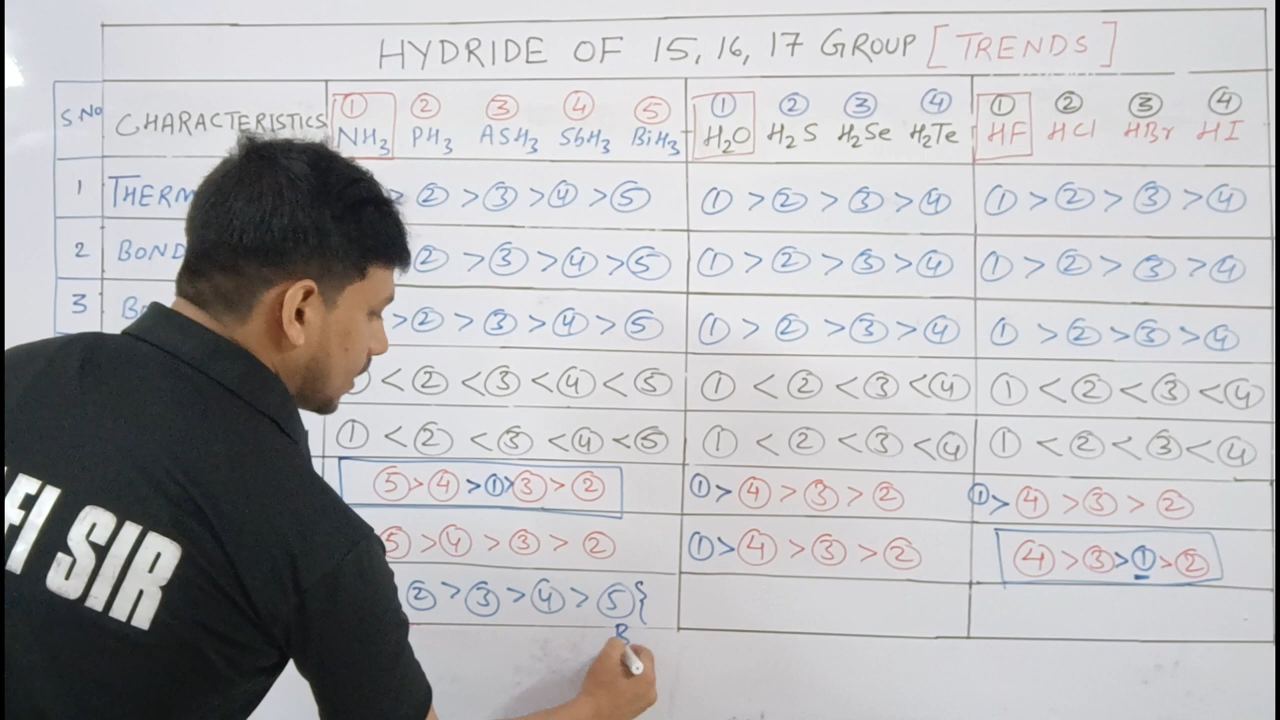 HYDRIDE OF 15, 16, 17 GROUP [TRENDS]
S.No CHARACTERISTICS ① NH₃ ② PH₃ ③ ASH₃ ④ SbH₃ ⑤ BiH₃ ① H₂O ② H₂S ③ H₂Se ④ H₂Te ① HF ② HCl ③ HBr ④ HI
1 THERM > ② > ③ > ④ > ⑤ ① > ② > ③ > ④ ① > ② > ③ > ④
2 BOND ② > ③ > ④ > ⑤ ① > ② > ③ > ④ ① > ② > ③ > ④
3 B > ② > ③ > ④ > ⑤ ① > ② > ③ > ④ ① > ② > ③ > ④
< ② < ③ < ④ < ⑤ ① < ② < ③ < ④ ① < ② < ③ < ④
① < ② < ③ < ④ < ⑤ ① < ② < ③ < ④ ① < ② < ③ < ④
⑤ > ④ > ① > ③ > ② ① > ④ > ③ > ② ① > ④ > ③ > ②
⑤ > ④ > ③ > ② ① > ④ > ③ > ② ④ > ③ > ① > ②
② > ③ > ④ > ⑤ }
B
FI SIR